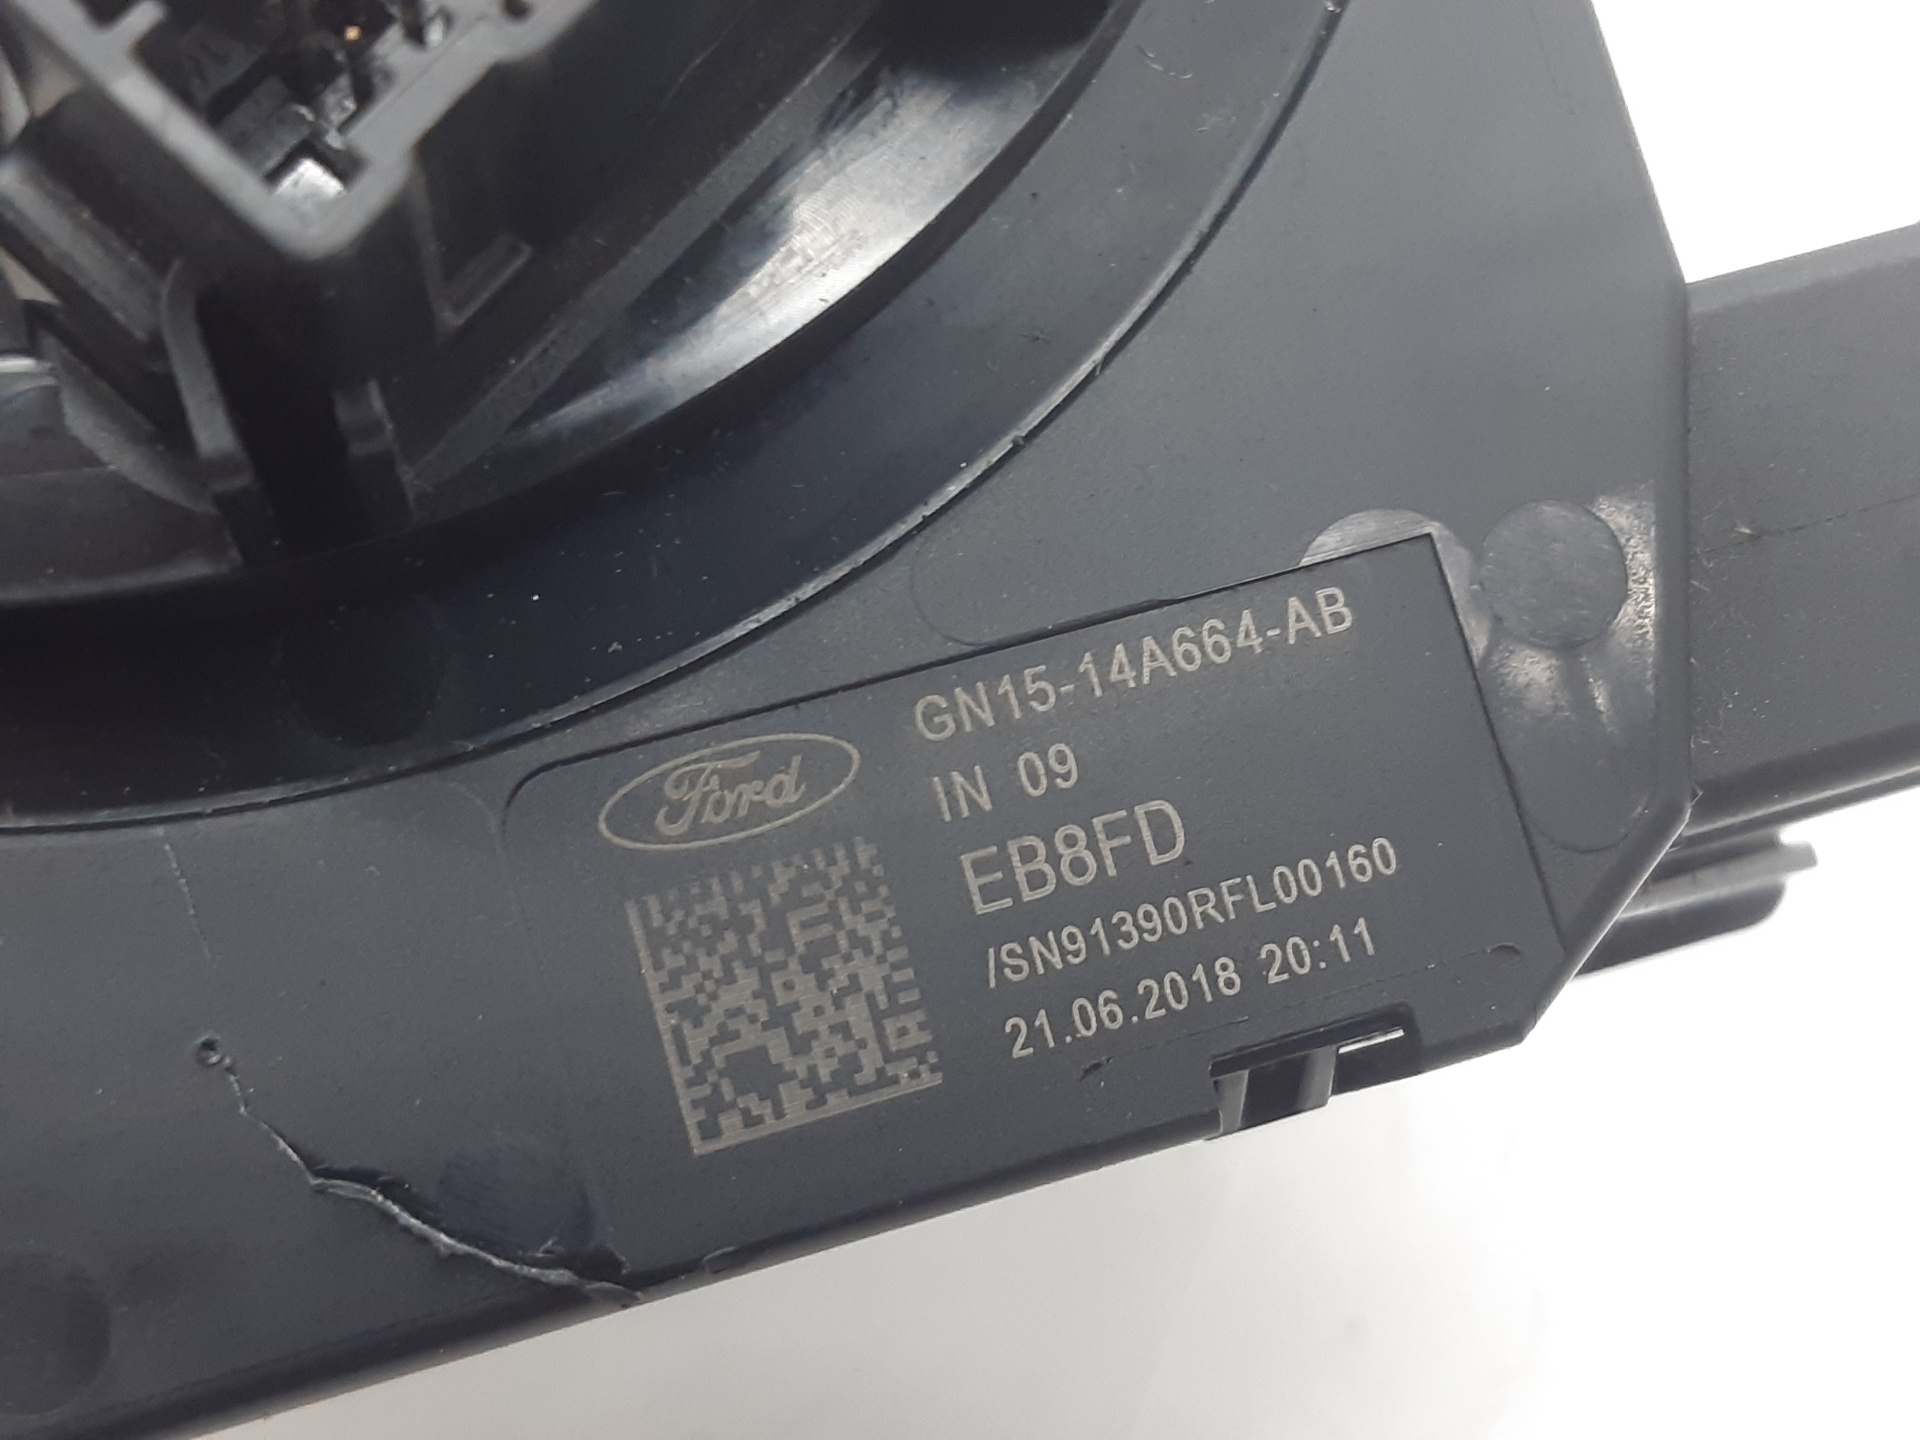 Ford
GN15-14A664-AB
IN 09
EB8FD
/SN91390RFL00160
21.06.2018 20:11